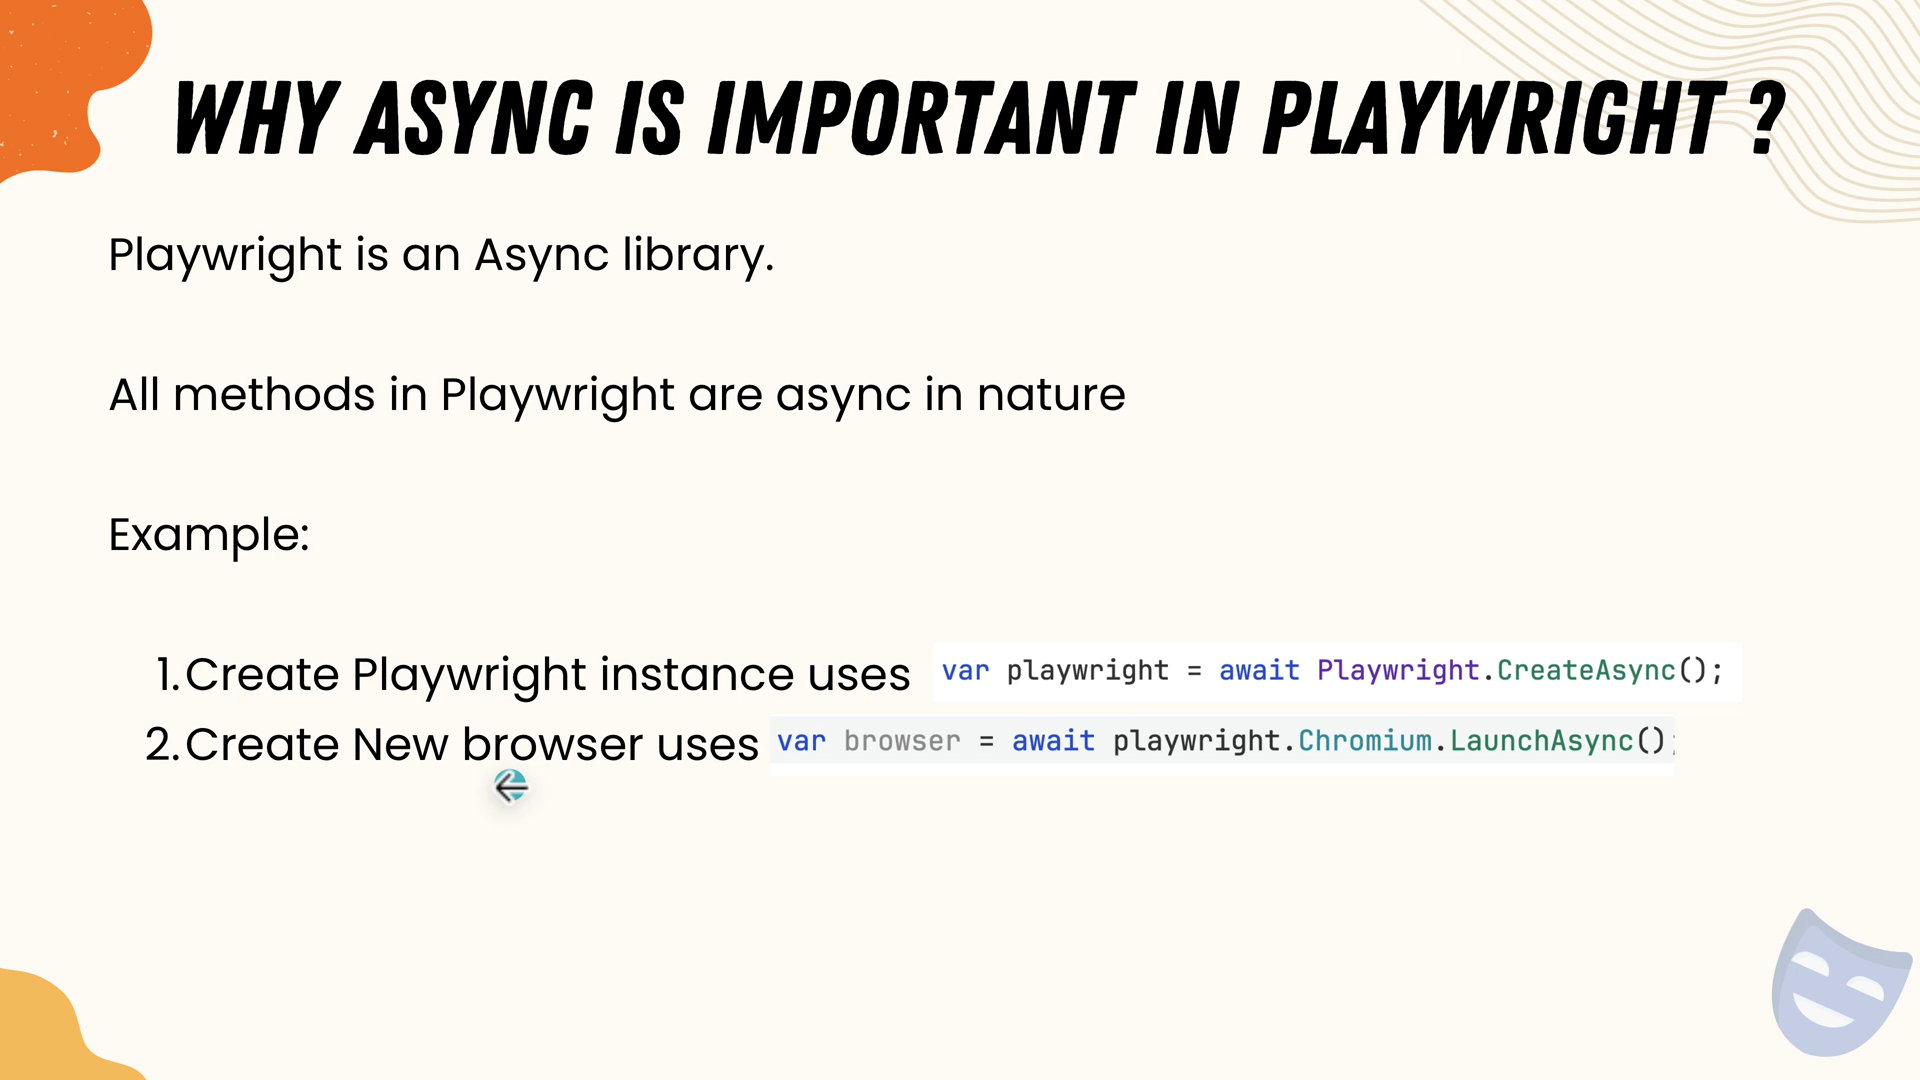 WHY ASYNC IS IMPORTANT IN PLAYWRIGHT ?
Playwright is an Async library.
All methods in Playwright are async in nature
Example:
1. Create Playwright instance uses var playwright = await Playwright.CreateAsync();
2. Create New browser uses var browser = await playwright.Chromium.LaunchAsync();